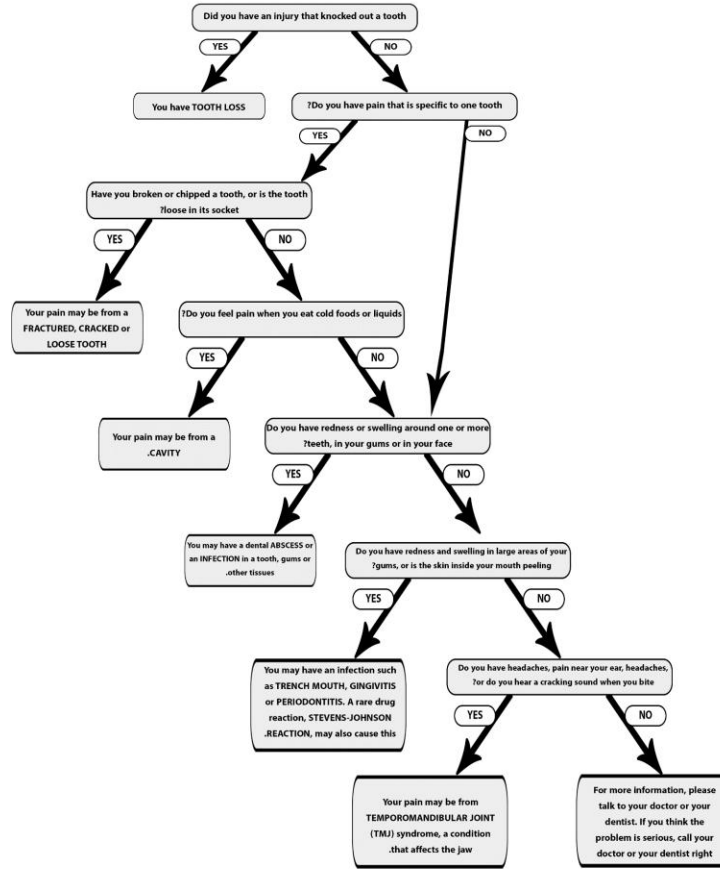 Did you have an injury that knocked out a tooth
YES
NO
You have TOOTH LOSS
?Do you have pain that is specific to one tooth
YES
NO
Have you broken or chipped a tooth, or is the tooth
?loose in its socket
YES
NO
Your pain may be from a
FRACTURED, CRACKED or
LOOSE TOOTH
?Do you feel pain when you eat cold foods or liquids
YES
NO
Your pain may be from a
.CAVITY
Do you have redness or swelling around one or more
?teeth, in your gums or in your face
YES
NO
You may have a dental ABSCESS or
an INFECTION in a tooth, gums or
.other tissues
Do you have redness and swelling in large areas of your
?gums, or is the skin inside your mouth peeling
YES
NO
You may have an infection such
as TRENCH MOUTH, GINGIVITIS
or PERIODONTITIS. A rare drug
reaction, STEVENS-JOHNSON
.REACTION, may also cause this
Do you have headaches, pain near your ear, headaches,
?or do you hear a cracking sound when you bite
YES
NO
Your pain may be from
TEMPOROMANDIBULAR JOINT
(TMJ) syndrome, a condition
.that affects the jaw
For more information, please
talk to your doctor or your
dentist. If you think the
problem is serious, call your
doctor or your dentist right